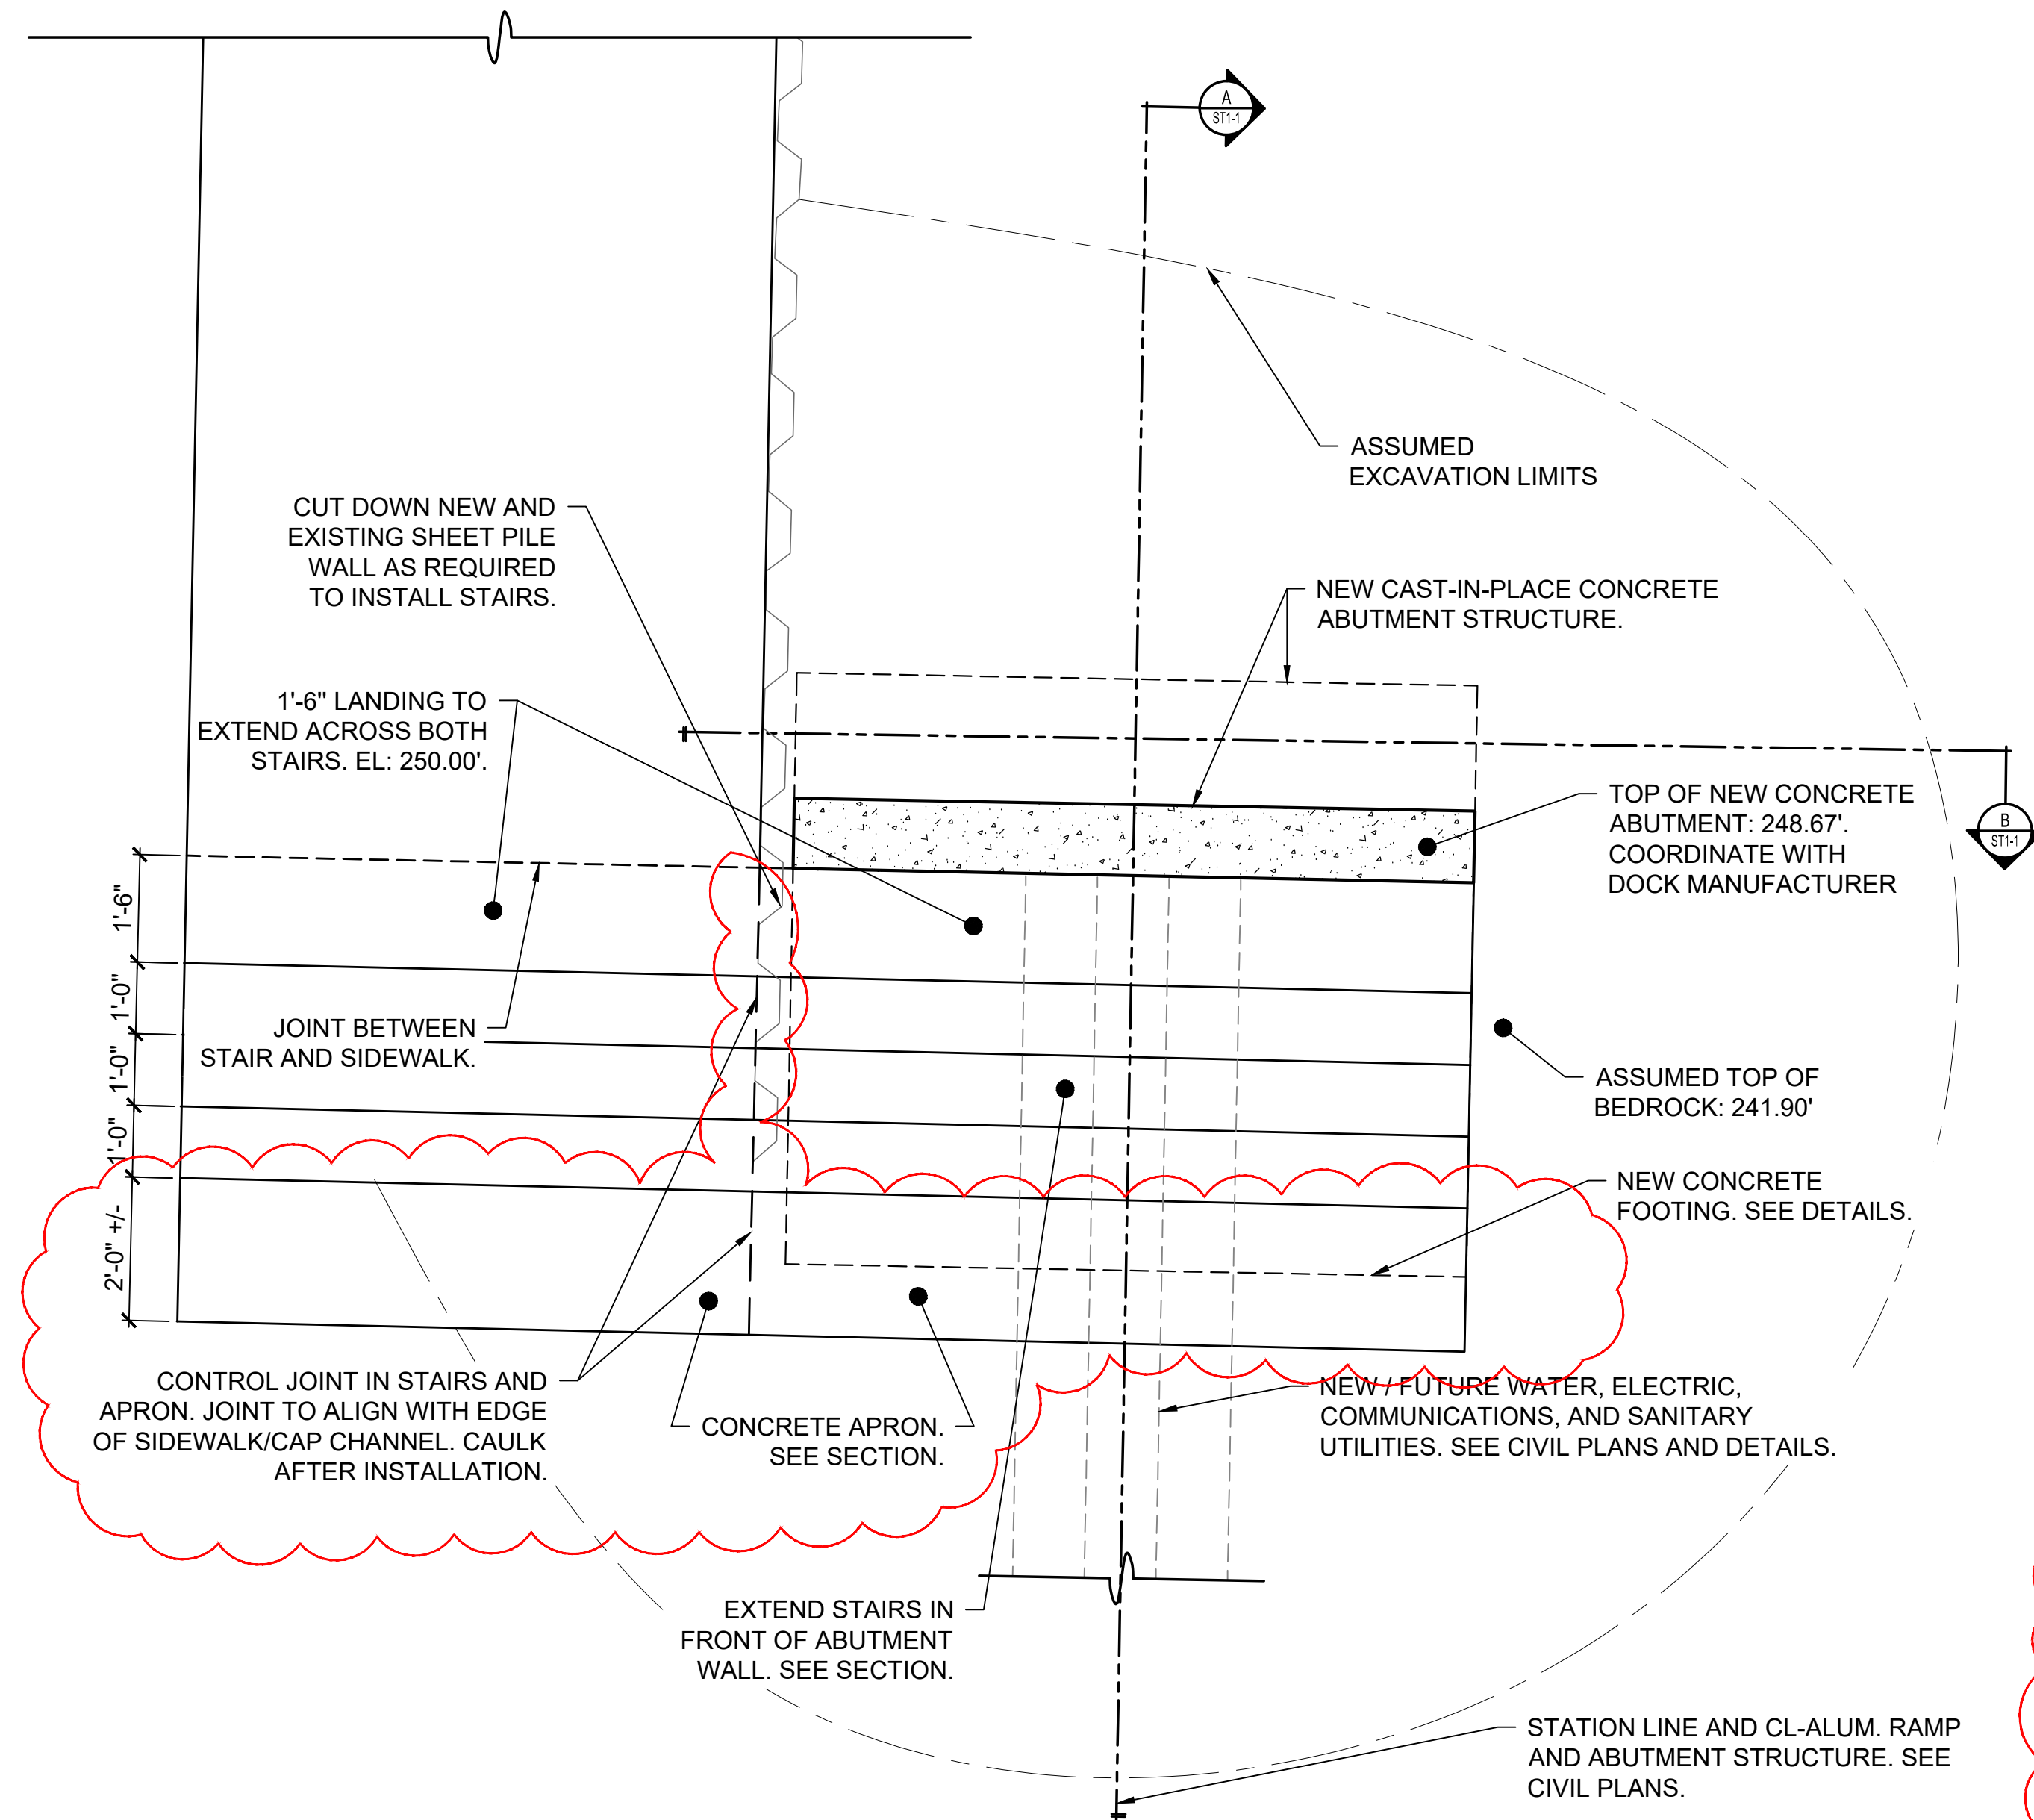 A
ST1-1
ASSUMED
EXCAVATION LIMITS
CUT DOWN NEW AND
EXISTING SHEET PILE
WALL AS REQUIRED
TO INSTALL STAIRS.
NEW CAST-IN-PLACE CONCRETE
ABUTMENT STRUCTURE.
1'-6" LANDING TO
EXTEND ACROSS BOTH
STAIRS. EL: 250.00'.
TOP OF NEW CONCRETE
ABUTMENT: 248.67'.
COORDINATE WITH
DOCK MANUFACTURER
B
ST1-1
1'-6"
1'-0"
1'-0"
1'-0"
2'-0" +/-
JOINT BETWEEN
STAIR AND SIDEWALK.
ASSUMED TOP OF
BEDROCK: 241.90'
NEW CONCRETE
FOOTING. SEE DETAILS.
CONTROL JOINT IN STAIRS AND
APRON. JOINT TO ALIGN WITH EDGE
OF SIDEWALK/CAP CHANNEL. CAULK
AFTER INSTALLATION.
CONCRETE APRON.
SEE SECTION.
NEW / FUTURE WATER, ELECTRIC,
COMMUNICATIONS, AND SANITARY
UTILITIES. SEE CIVIL PLANS AND DETAILS.
EXTEND STAIRS IN
FRONT OF ABUTMENT
WALL. SEE SECTION.
STATION LINE AND CL-ALUM. RAMP
AND ABUTMENT STRUCTURE. SEE
CIVIL PLANS.